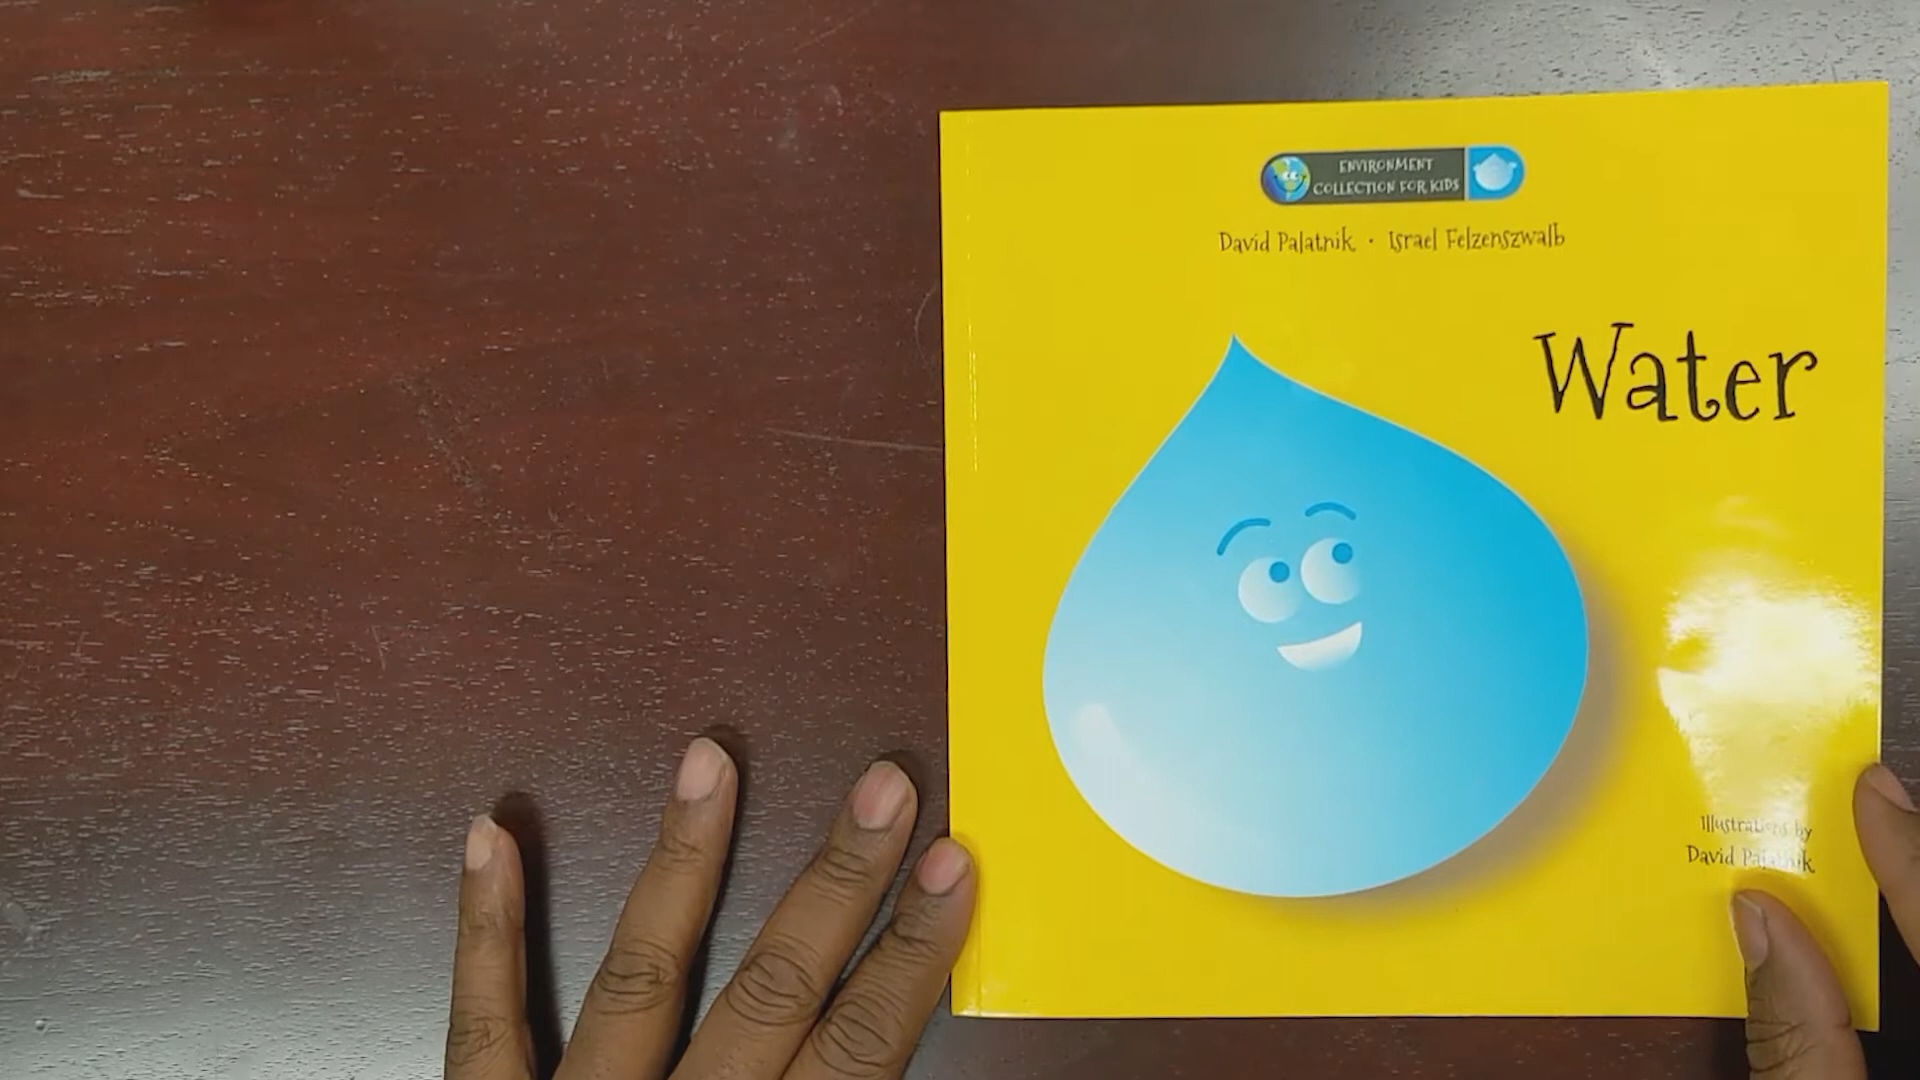 ENVIRONMENT
COLLECTION FOR KIDS
David Palatnik · Israel Felzenszwalb
Water
Illustrations by
David Palatnik